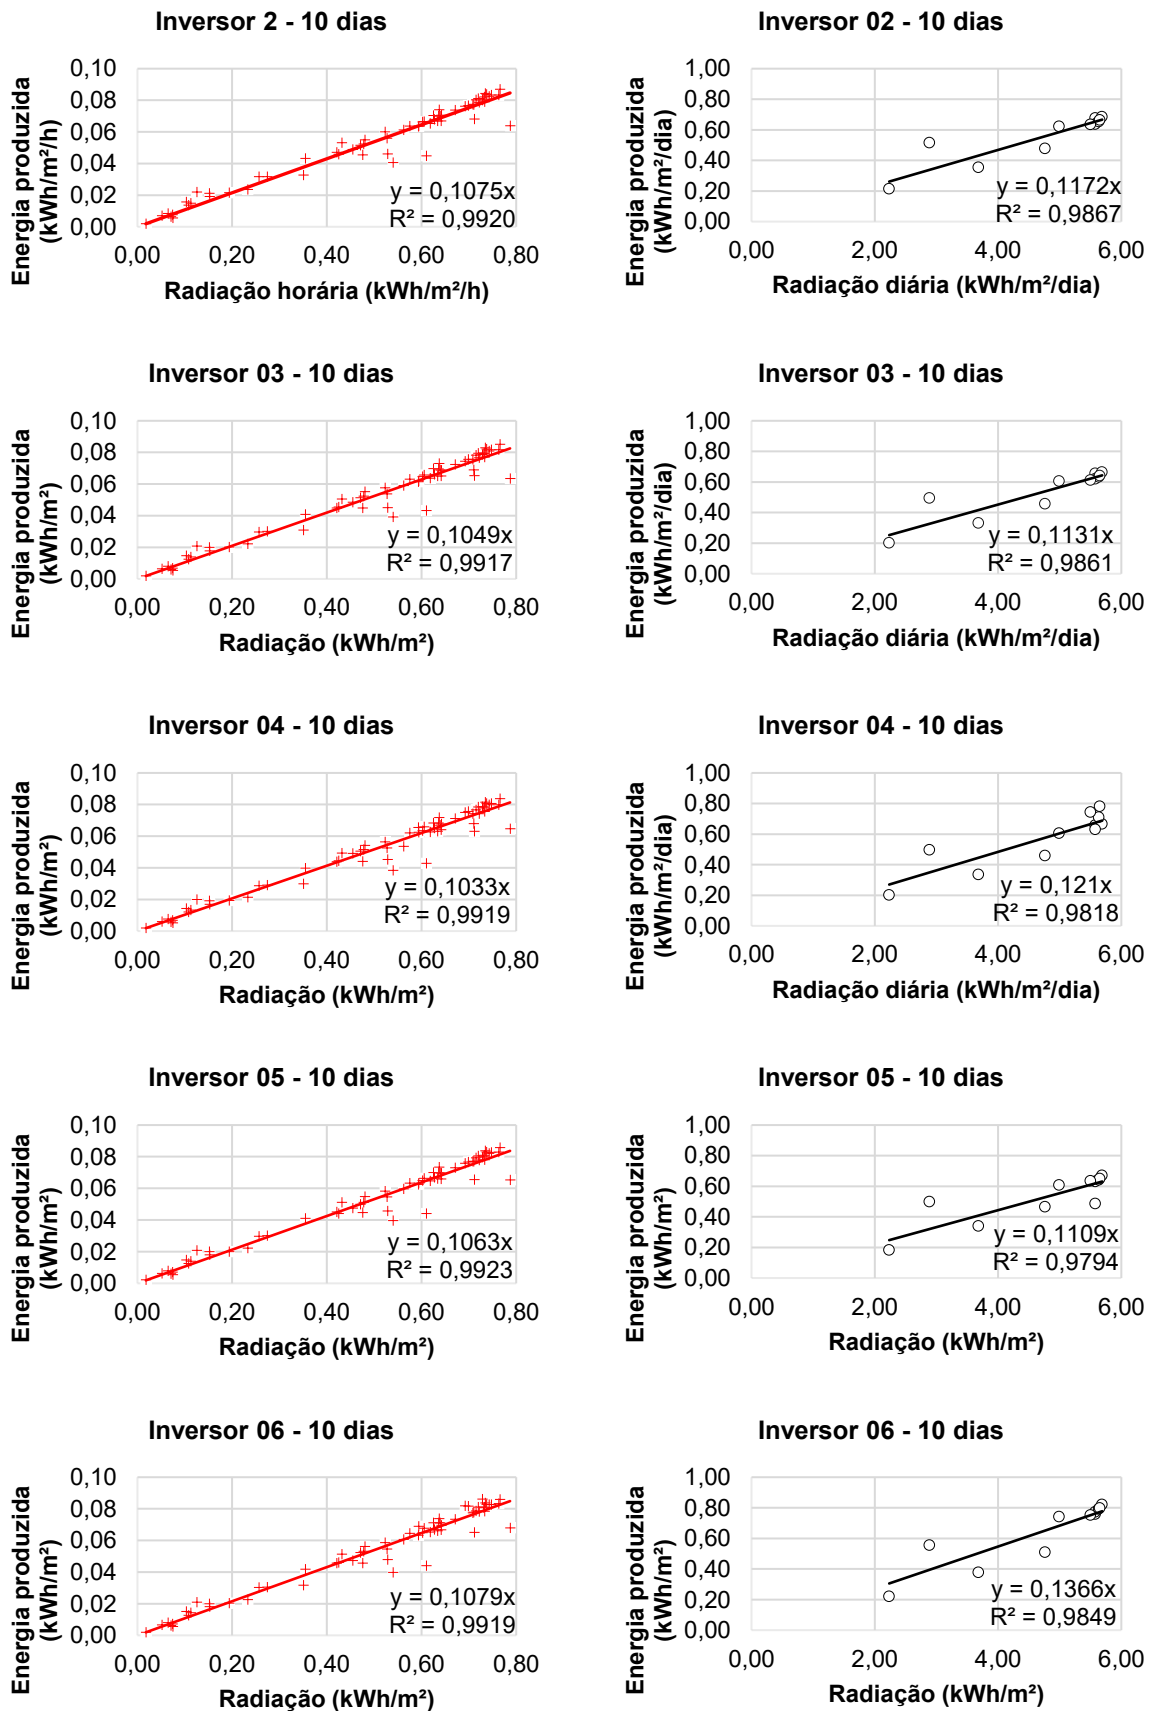 Inversor 2 - 10 dias
Energia produzida
(kWh/m²/h)
0,10
0,08
0,06
0,04
0,02
0,00
y = 0,1075x
R² = 0,9920
0,00 0,20 0,40 0,60 0,80
Radiação horária (kWh/m²/h)
Inversor 02 - 10 dias
Energia produzida
(kWh/m²/dia)
1,00
0,80
0,60
0,40
0,20
0,00
y = 0,1172x
R² = 0,9867
0,00 2,00 4,00 6,00
Radiação diária (kWh/m²/dia)
Inversor 03 - 10 dias
Energia produzida
(kWh/m²)
0,10
0,08
0,06
0,04
0,02
0,00
y = 0,1049x
R² = 0,9917
0,00 0,20 0,40 0,60 0,80
Radiação (kWh/m²)
Inversor 03 - 10 dias
Energia produzida
(kWh/m²/dia)
1,00
0,80
0,60
0,40
0,20
0,00
y = 0,1131x
R² = 0,9861
0,00 2,00 4,00 6,00
Radiação diária (kWh/m²/dia)
Inversor 04 - 10 dias
Energia produzida
(kWh/m²)
0,10
0,08
0,06
0,04
0,02
0,00
y = 0,1033x
R² = 0,9919
0,00 0,20 0,40 0,60 0,80
Radiação (kWh/m²)
Inversor 04 - 10 dias
Energia produzida
(kWh/m²/dia)
1,00
0,80
0,60
0,40
0,20
0,00
y = 0,121x
R² = 0,9818
0,00 2,00 4,00 6,00
Radiação diária (kWh/m²/dia)
Inversor 05 - 10 dias
Energia produzida
(kWh/m²)
0,10
0,08
0,06
0,04
0,02
0,00
y = 0,1063x
R² = 0,9923
0,00 0,20 0,40 0,60 0,80
Radiação (kWh/m²)
Inversor 05 - 10 dias
Energia produzida
(kWh/m²)
1,00
0,80
0,60
0,40
0,20
0,00
y = 0,1109x
R² = 0,9794
0,00 2,00 4,00 6,00
Radiação (kWh/m²)
Inversor 06 - 10 dias
Energia produzida
(kWh/m²)
0,10
0,08
0,06
0,04
0,02
0,00
y = 0,1079x
R² = 0,9919
0,00 0,20 0,40 0,60 0,80
Radiação (kWh/m²)
Inversor 06 - 10 dias
Energia produzida
(kWh/m²)
1,00
0,80
0,60
0,40
0,20
0,00
y = 0,1366x
R² = 0,9849
0,00 2,00 4,00 6,00
Radiação (kWh/m²)